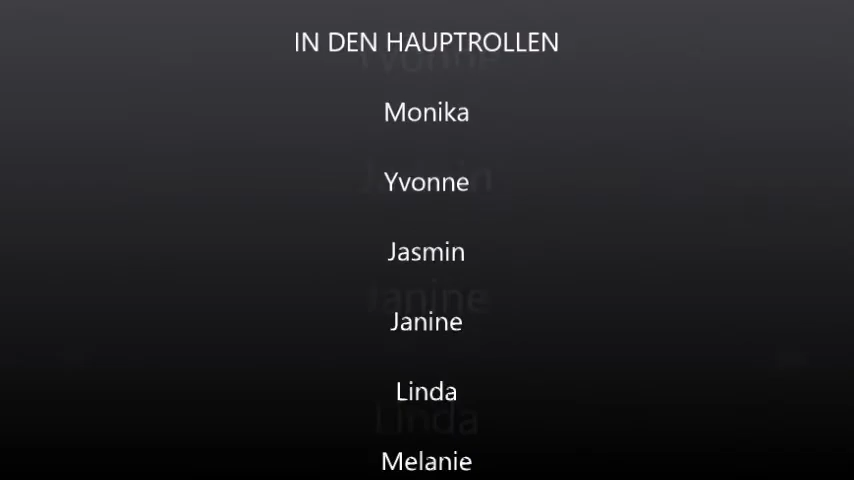 IN DEN HAUPTROLLEN
Monika
Yvonne
Jasmin
Janine
Linda
Melanie